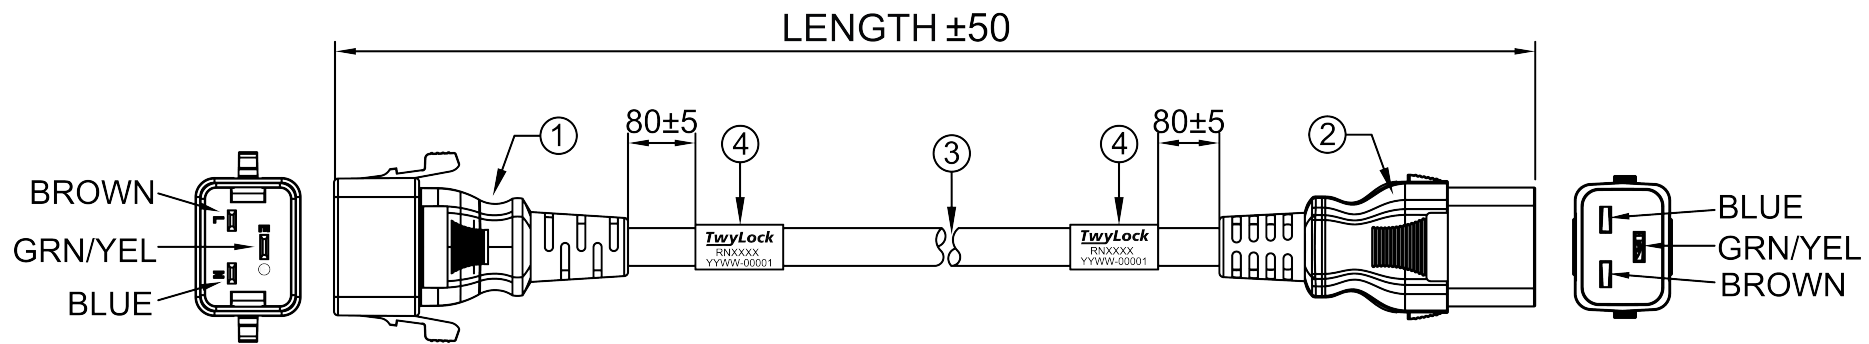 LENGTH ±50
80±5
80±5
1
4
3
4
2
BROWN
GRN/YEL
BLUE
L
E
N
TwyLock
RNXXXX
YYWW-00001
TwyLock
RNXXXX
YYWW-00001
BLUE
GRN/YEL
BROWN